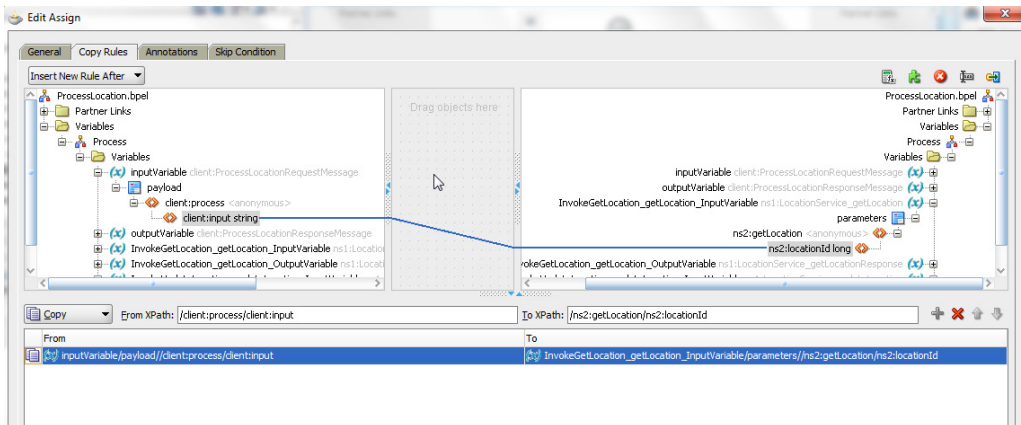 Edit Assign
General Copy Rules Annotations Skip Condition
Insert New Rule After
ProcessLocation.bpel
Partner Links
Variables
Process
Variables
inputVariable client:ProcessLocationRequestMessage
payload
client:process <anonymous>
client:input string
outputVariable client:ProcessLocationResponseMessage
InvokeGetLocation_getLocation_InputVariable ns1:Location
InvokeGetLocation_getLocation_OutputVariable ns1:Locati
Drag objects here
ProcessLocation.bpel
Partner Links
Variables
Process
Variables
inputVariable client:ProcessLocationRequestMessage
outputVariable client:ProcessLocationResponseMessage
InvokeGetLocation_getLocation_InputVariable ns1:LocationService_getLocation
parameters
ns2:getLocation <anonymous>
ns2:locationId long
vokeGetLocation_getLocation_OutputVariable ns1:LocationService_getLocationResponse
Copy From XPath: /client:process/client:input To XPath: /ns2:getLocation/ns2:locationId
From To
inputVariable/payload//client:process/client:input InvokeGetLocation_getLocation_InputVariable/parameters//ns2:getLocation/ns2:locationId